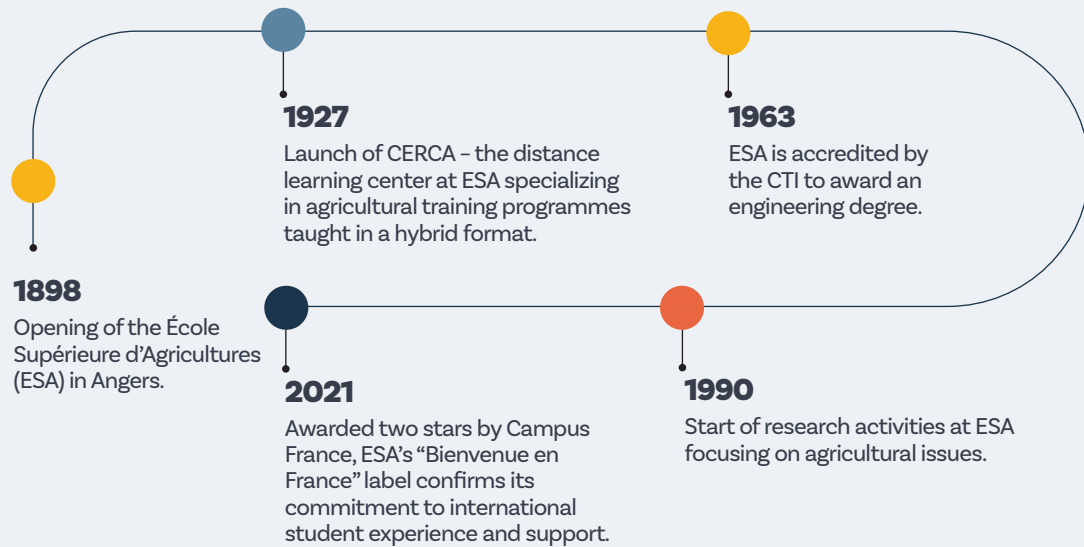 1898
Opening of the École
Supérieure d’Agricultures
(ESA) in Angers.
1927
Launch of CERCA – the distance
learning center at ESA specializing
in agricultural training programmes
taught in a hybrid format.
1963
ESA is accredited by
the CTI to award an
engineering degree.
1990
Start of research activities at ESA
focusing on agricultural issues.
2021
Awarded two stars by Campus
France, ESA’s “Bienvenue en
France” label confirms its
commitment to international
student experience and support.